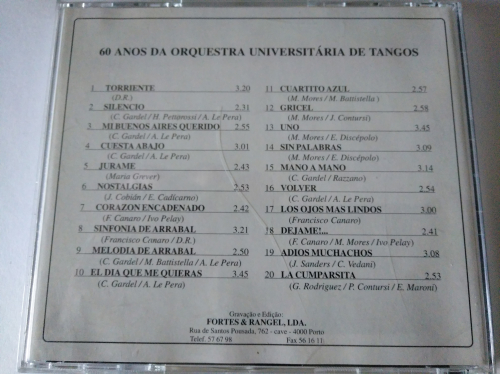 60 ANOS DA ORQUESTRA UNIVERSITÁRIA DE TANGOS
1 TORRIENTE 3.20
(D.R.)
2 SILENCIO 2.31
(C. Gardel / H. Pettarossi / A. Le Pera)
3 MI BUENOS AIRES QUERIDO 2.55
(C. Gardel / A. Le Pera)
4 CUESTA ABAJO 3.01
(C. Gardel / A. Le Pera)
5 JURAME 2.43
(Maria Grever)
6 NOSTALGIAS 2.53
(J. Cobián / E. Cadicarno)
7 CORAZON ENCADENADO 2.42
(F. Canaro / Ivo Pelay)
8 SINFONIA DE ARRABAL 3.21
(Francisco Canaro / D.R.)
9 MELODIA DE ARRABAL 2.50
(C. Gardel / M. Battistella / A. Le Pera)
10 EL DIA QUE ME QUIERAS 3.45
(C. Gardel / A. Le Pera)
11 CUARTITO AZUL 2.57
(M. Mores / M. Battistella)
12 GRICEL 2.58
(M. Mores / J. Contursi)
13 UNO 3.45
(M. Mores / E. Discépolo)
14 SIN PALABRAS 3.09
(M. Mores / E. Discépolo)
15 MANO A MANO 3.14
(C. Gardel / Razzano)
16 VOLVER 2.54
(C. Gardel / A. Le Pera)
17 LOS OJOS MAS LINDOS 3.00
(Francisco Canaro)
18 DEJAME!... 2.41
(F. Canaro / M. Mores / Ivo Pelay)
19 ADIOS MUCHACHOS 3.08
(J. Sanders / C. Vedani)
20 LA CUMPARSITA 2.53
(G. Rodriguez / P. Contursi / E. Maroni)
Gravação e Edição:
FORTES & RANGEL, LDA.
Rua de Santos Pousada, 762 - cave - 4000 Porto
Telef. 57 67 98 Fax 56 16 11